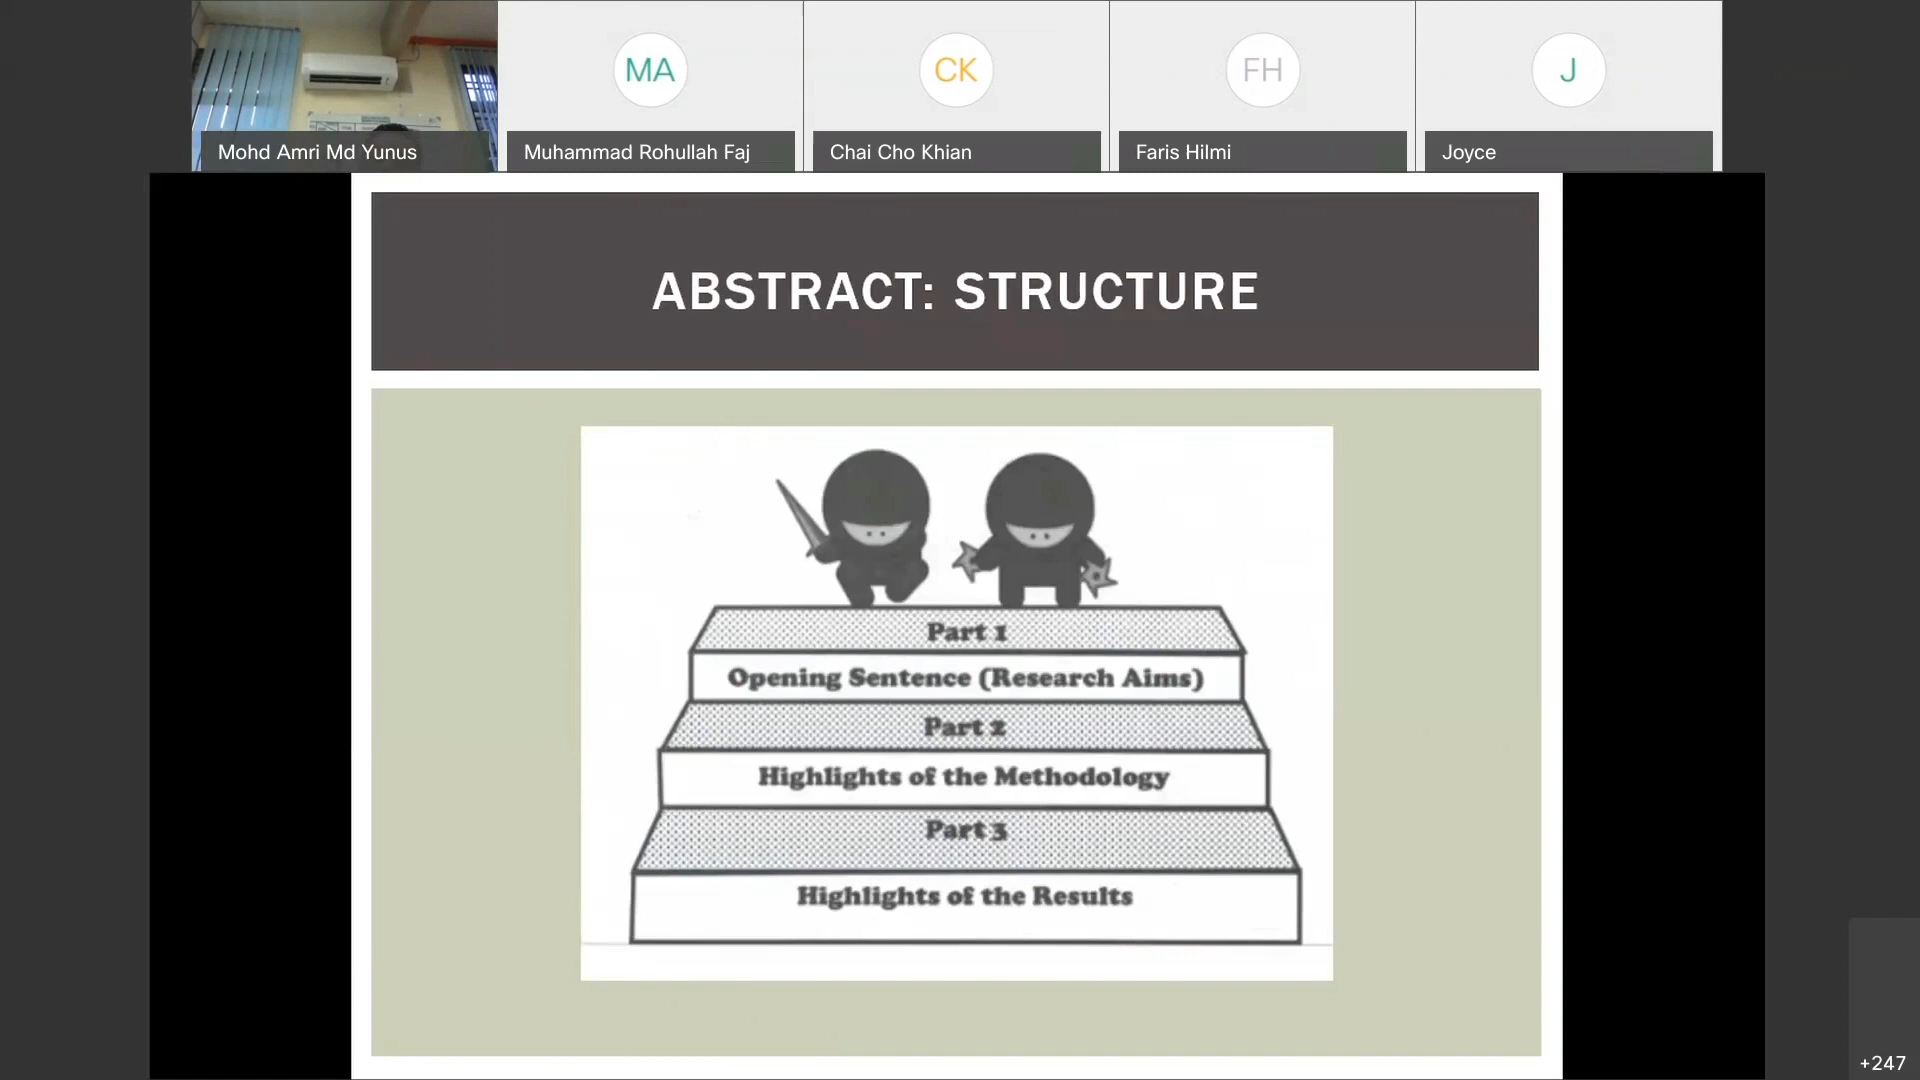 MA
CK
FH
J
Mohd Amri Md Yunus
Muhammad Rohullah Faj
Chai Cho Khian
Faris Hilmi
Joyce
ABSTRACT: STRUCTURE
Part 1
Opening Sentence (Research Aims)
Part 2
Highlights of the Methodology
Part 3
Highlights of the Results
+247